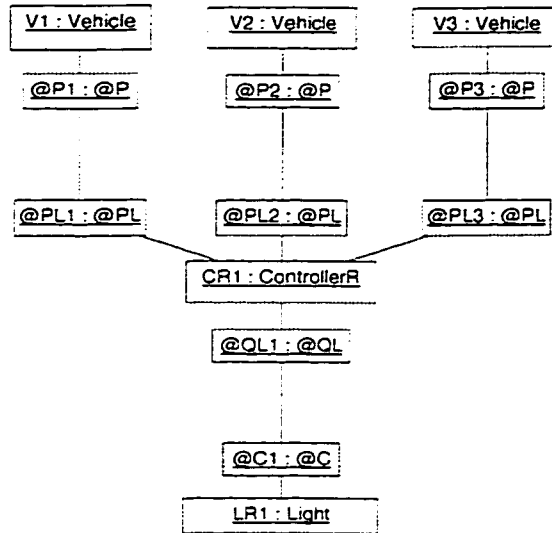 V1 : Vehicle
V2 : Vehicle
V3 : Vehicle
@P1 : @P
@P2 : @P
@P3 : @P
@PL1 : @PL
@PL2 : @PL
@PL3 : @PL
CR1 : ControllerR
@QL1 : @QL
@C1 : @C
LR1 : Light